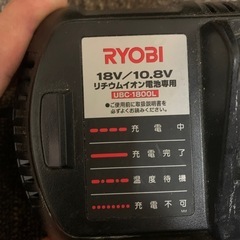 RYOBI
18V/10.8V
リチウムイオン電池専用
UBC-1800L
●ご使用前に取扱説明書を
必ずよくお読みください。
充電中
充電完了
温度待機
充電不可